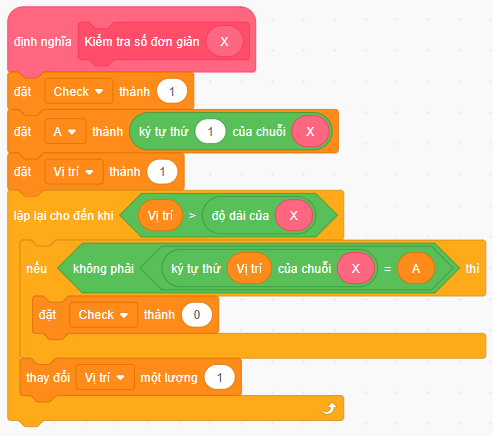 định nghĩa Kiểm tra số đơn giản X
đặt Check thành 1
đặt A thành ký tự thứ 1 của chuỗi X
đặt Vị trí thành 1
lặp lại cho đến khi Vị trí > độ dài của X
nếu không phải ký tự thứ Vị trí của chuỗi X = A thì
đặt Check thành 0
thay đổi Vị trí một lượng 1